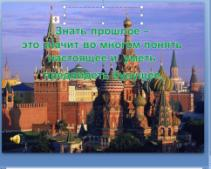 Знать прошлое –
это значит во многом понять
настоящее и уметь
предвидеть будущее